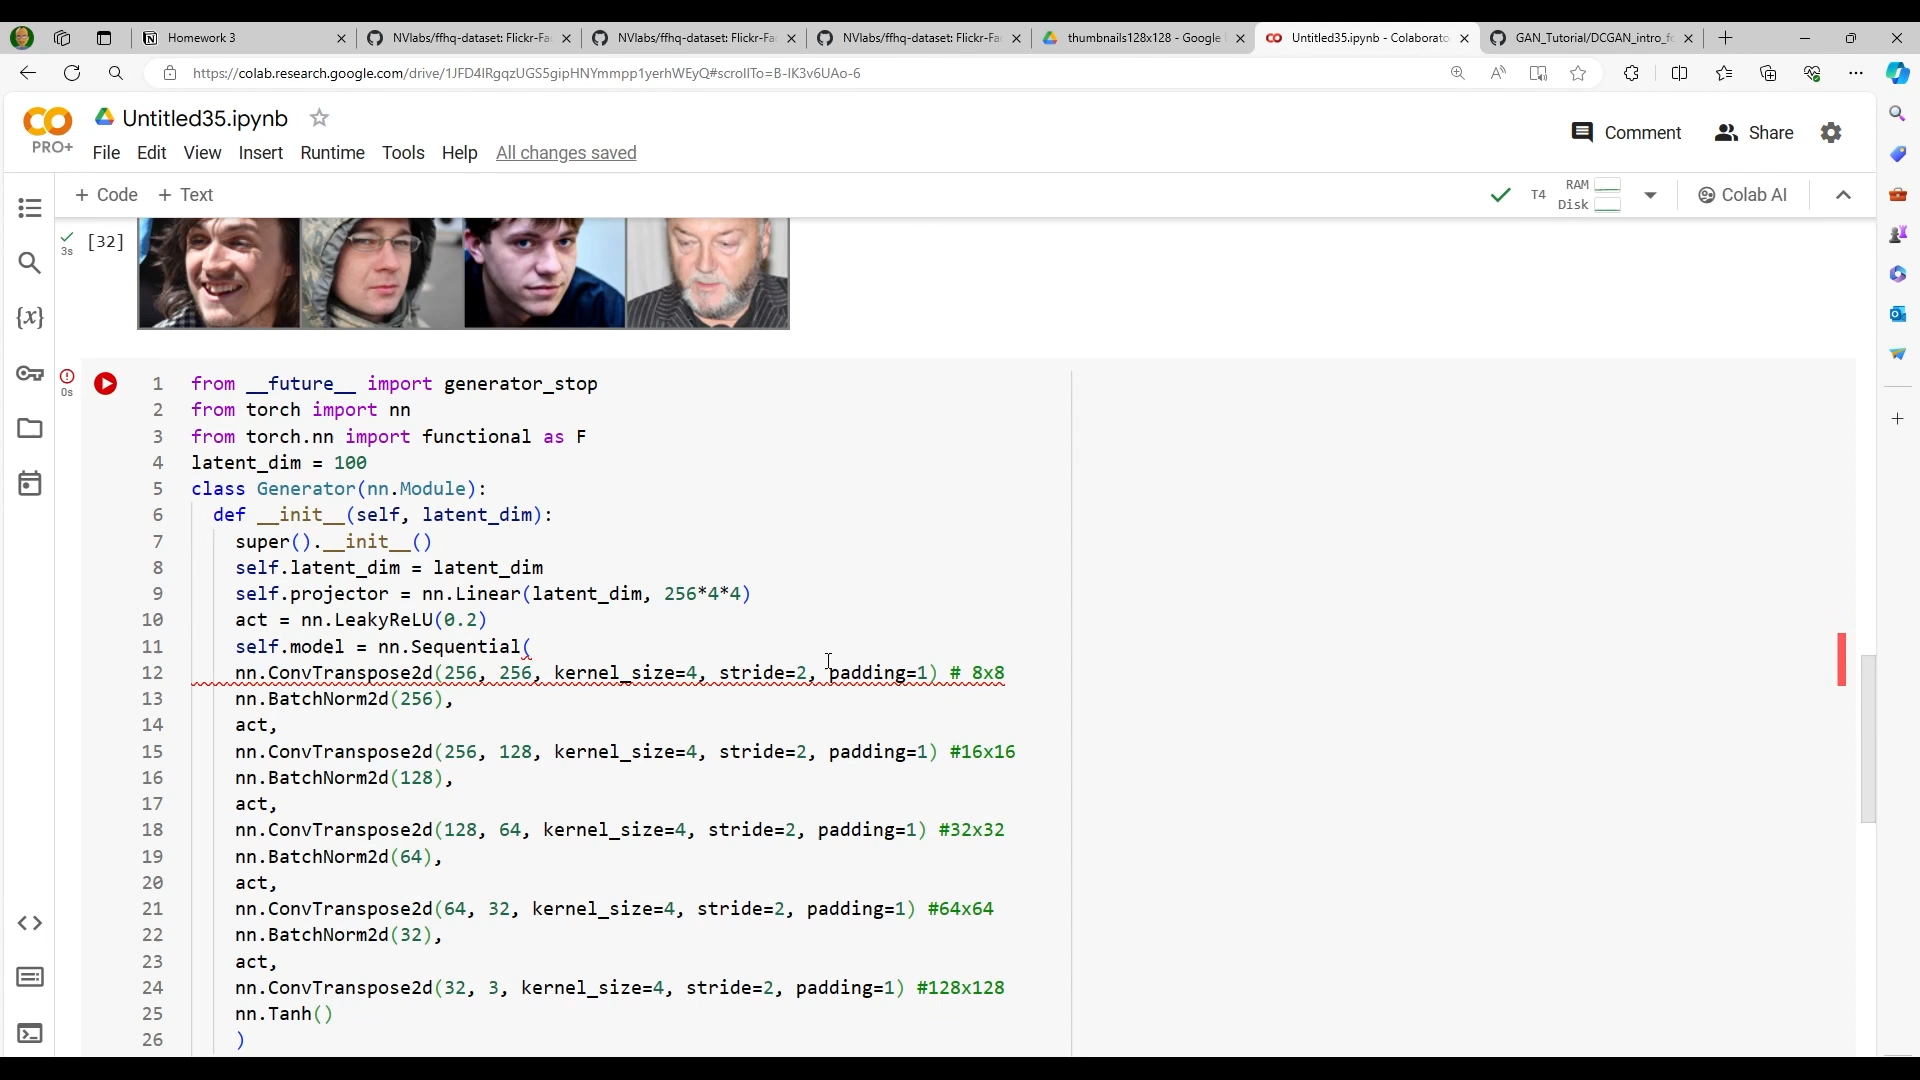 Homework 3
NVlabs/ffhq-dataset: Flickr-Fa
NVlabs/ffhq-dataset: Flickr-Fa
NVlabs/ffhq-dataset: Flickr-Fa
thumbnails128x128 - Google
Untitled35.ipynb - Colaborato
GAN_Tutorial/DCGAN_intro_fo
https://colab.research.google.com/drive/1JFD4lRgqzUGS5gipHNYmmpp1yerhWEyQ#scrollTo=B-IK3v6UAo-6
Untitled35.ipynb
PRO+
File Edit View Insert Runtime Tools Help All changes saved
Comment Share
+ Code + Text
T4 RAM Disk Colab AI
3s [32]
0s
1 from __future__ import generator_stop
2 from torch import nn
3 from torch.nn import functional as F
4 latent_dim = 100
5 class Generator(nn.Module):
6 def __init__(self, latent_dim):
7 super().__init__()
8 self.latent_dim = latent_dim
9 self.projector = nn.Linear(latent_dim, 256*4*4)
10 act = nn.LeakyReLU(0.2)
11 self.model = nn.Sequential(
12 nn.ConvTranspose2d(256, 256, kernel_size=4, stride=2, padding=1) # 8x8
13 nn.BatchNorm2d(256),
14 act,
15 nn.ConvTranspose2d(256, 128, kernel_size=4, stride=2, padding=1) #16x16
16 nn.BatchNorm2d(128),
17 act,
18 nn.ConvTranspose2d(128, 64, kernel_size=4, stride=2, padding=1) #32x32
19 nn.BatchNorm2d(64),
20 act,
21 nn.ConvTranspose2d(64, 32, kernel_size=4, stride=2, padding=1) #64x64
22 nn.BatchNorm2d(32),
23 act,
24 nn.ConvTranspose2d(32, 3, kernel_size=4, stride=2, padding=1) #128x128
25 nn.Tanh()
26 )